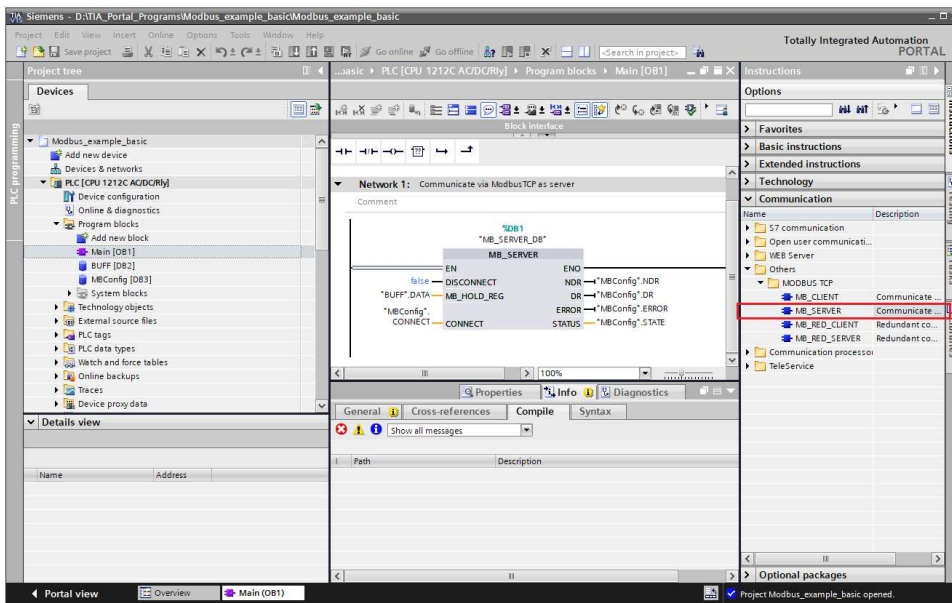 Siemens - D:\TIA_Portal_Programs\Modbus_example_basic\Modbus_example_basic
Project Edit View Insert Online Options Tools Window Help
Totally Integrated Automation
PORTAL
Save project
Go online
Go offline
<Search in project>
Project tree
...asic › PLC [CPU 1212C AC/DC/Rly] › Program blocks › Main [OB1]
Instructions
Devices
Options
PLC programming
Block interface
Modbus_example_basic
Add new device
Devices & networks
PLC [CPU 1212C AC/DC/Rly]
Device configuration
Online & diagnostics
Program blocks
Add new block
Main [OB1]
BUFF [DB2]
MBConfig [DB3]
System blocks
Technology objects
External source files
PLC tags
PLC data types
Watch and force tables
Online backups
Traces
Device proxy data
Network 1: Communicate via ModbusTCP as server
Comment
%DB1
"MB_SERVER_DB"
MB_SERVER
EN
ENO
false
DISCONNECT
NDR
"MBConfig".NDR
"BUFF".DATA
MB_HOLD_REG
DR
"MBConfig".DR
"MBConfig".
CONNECT
CONNECT
ERROR
"MBConfig".ERROR
STATUS
"MBConfig".STATE
100%
Favorites
Basic instructions
Extended instructions
Technology
Communication
Name Description
S7 communication
Open user communicati...
WEB Server
Others
MODBUS TCP
MB_CLIENT Communicate ...
MB_SERVER Communicate ...
MB_RED_CLIENT Redundant co...
MB_RED_SERVER Redundant co...
Communication processor
TeleService
Properties
Info
Diagnostics
General
Cross-references
Compile
Syntax
Show all messages
! Path Description
Details view
Name Address
Optional packages
Portal view
Overview
Main (OB1)
Project Modbus_example_basic opened.